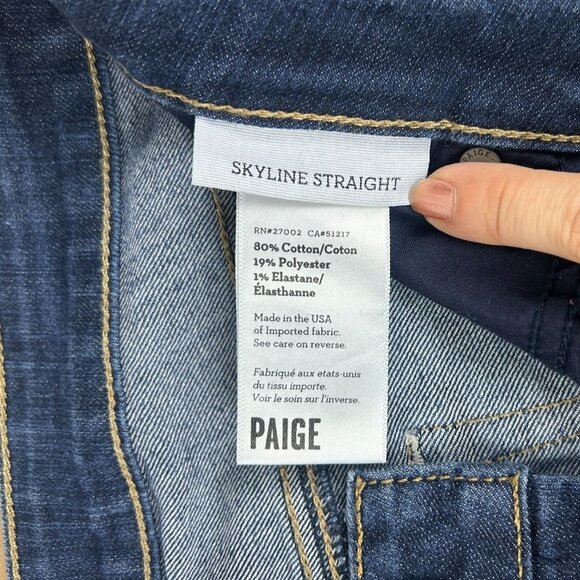 PAIGE
SKYLINE STRAIGHT
RN#27002 CA#51217
80% Cotton/Coton
19% Polyester
1% Elastane/
Élasthanne
Made in the USA
of Imported fabric.
See care on reverse.
Fabriqué aux etats-unis
du tissu importe.
Voir le soin sur l'inverse.
PAIGE